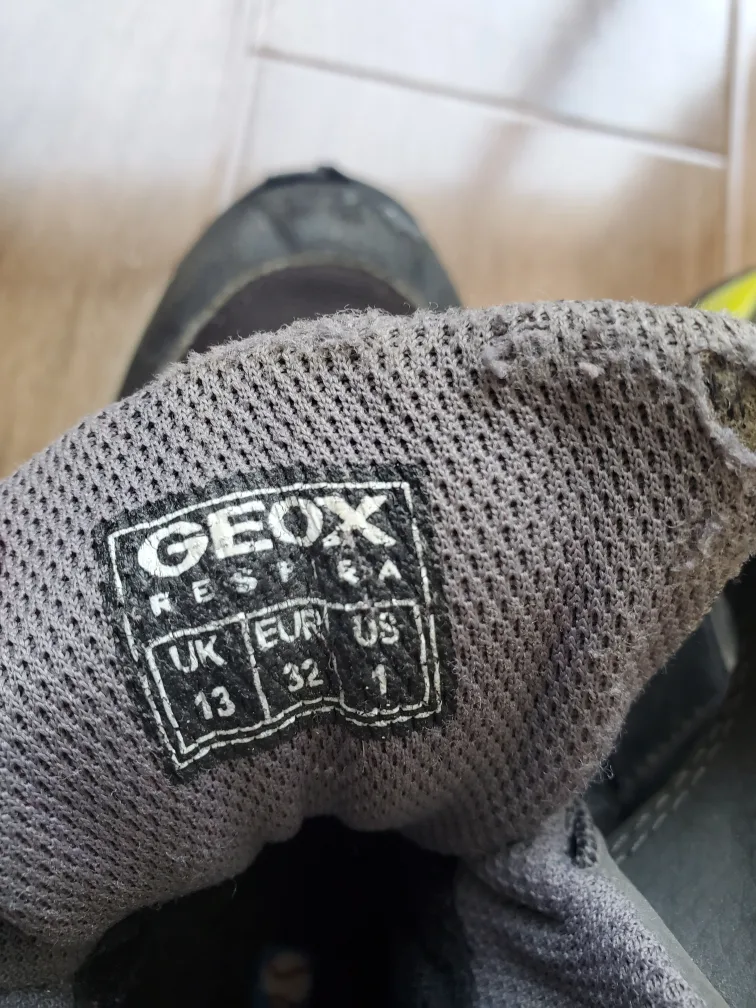 GEOX
RESPIRA
UK EUR US
13 32 1